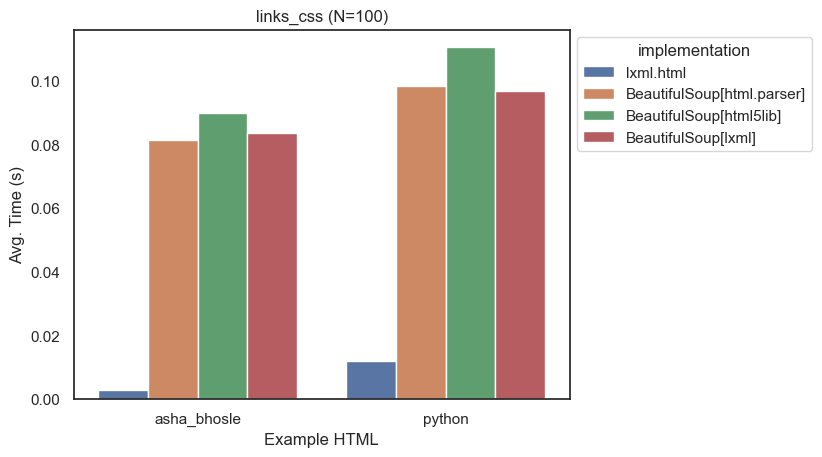 links_css (N=100)
implementation
lxml.html
BeautifulSoup[html.parser]
BeautifulSoup[html5lib]
BeautifulSoup[lxml]
Avg. Time (s)
0.10
0.08
0.06
0.04
0.02
0.00
asha_bhosle
python
Example HTML